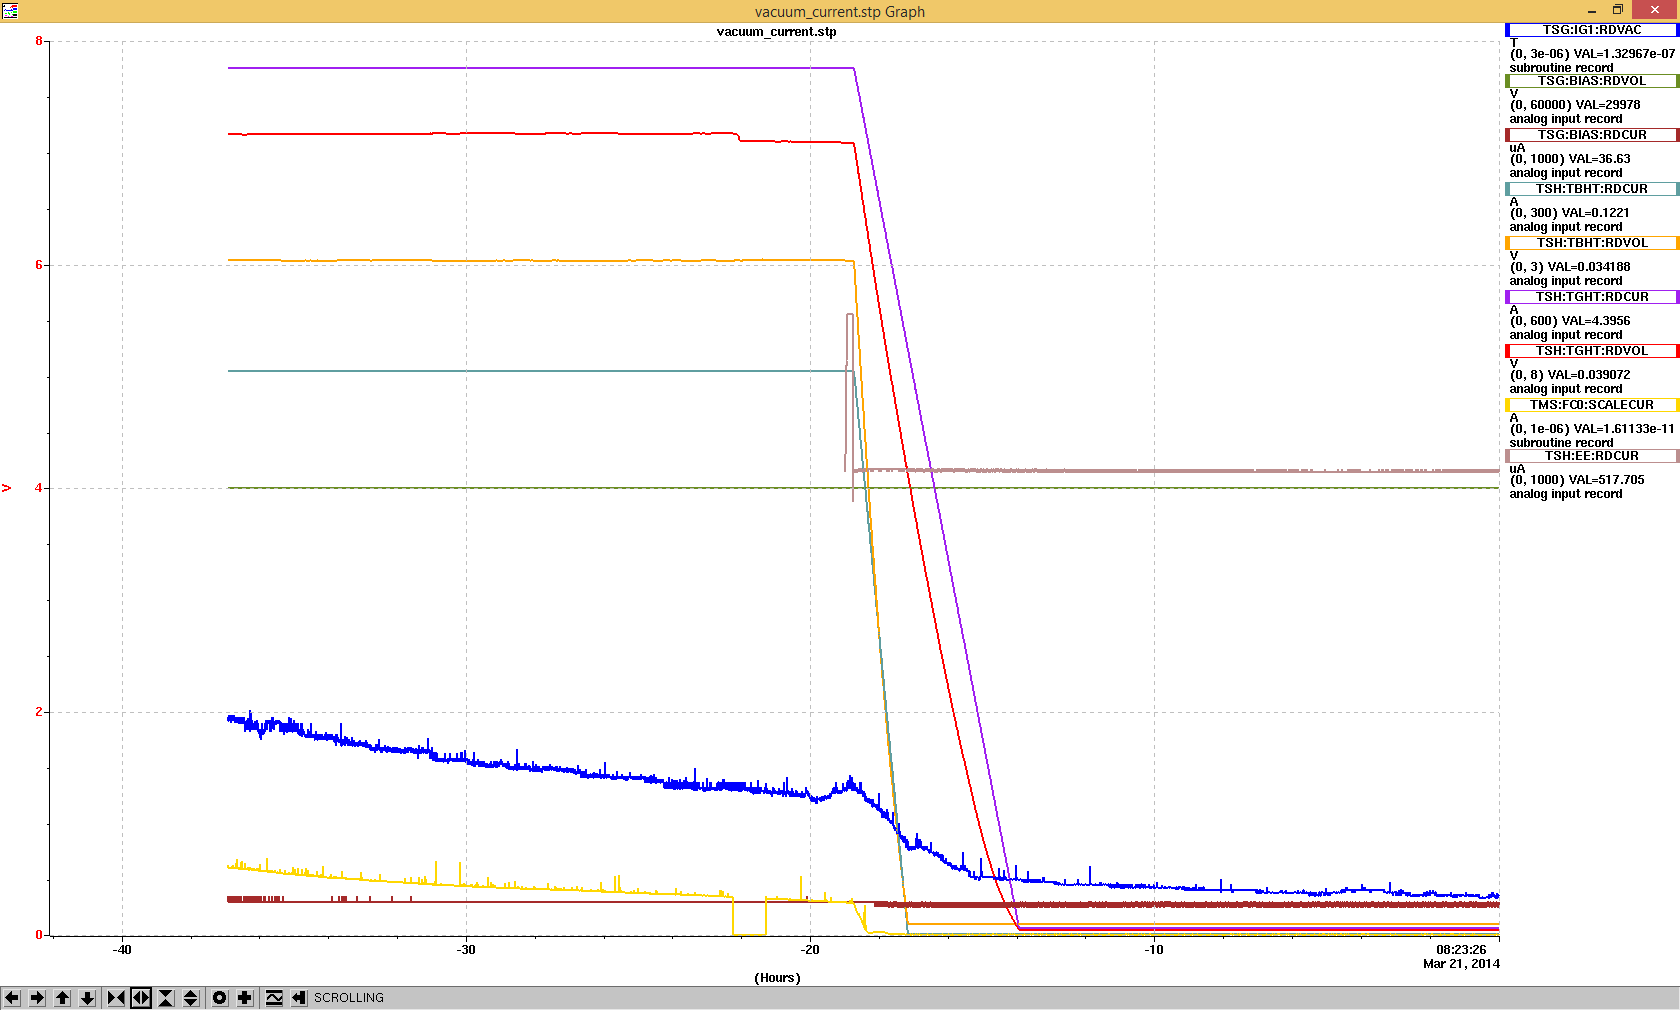 vacuum_current.stp Graph
vacuum_current.stp
TSG:IG1:RDVAC
T
(0, 3e-06) VAL=1.32967e-07
subroutine record
TSG:BIAS:RDVOL
V
(0, 60000) VAL=29978
analog input record
TSG:BIAS:RDCUR
uA
(0, 1000) VAL=36.63
analog input record
TSH:TBHT:RDCUR
A
(0, 300) VAL=0.1221
analog input record
TSH:TBHT:RDVOL
V
(0, 3) VAL=0.034188
analog input record
TSH:TGHT:RDCUR
A
(0, 600) VAL=4.3956
analog input record
TSH:TGHT:RDVOL
V
(0, 8) VAL=0.039072
analog input record
TMS:FC0:SCALECUR
A
(0, 1e-06) VAL=1.61133e-11
subroutine record
TSH:EE:RDCUR
uA
(0, 1000) VAL=517.705
analog input record
8
6
V
4
2
0
-40
-30
-20
-10
08:23:26
Mar 21, 2014
(Hours)
SCROLLING